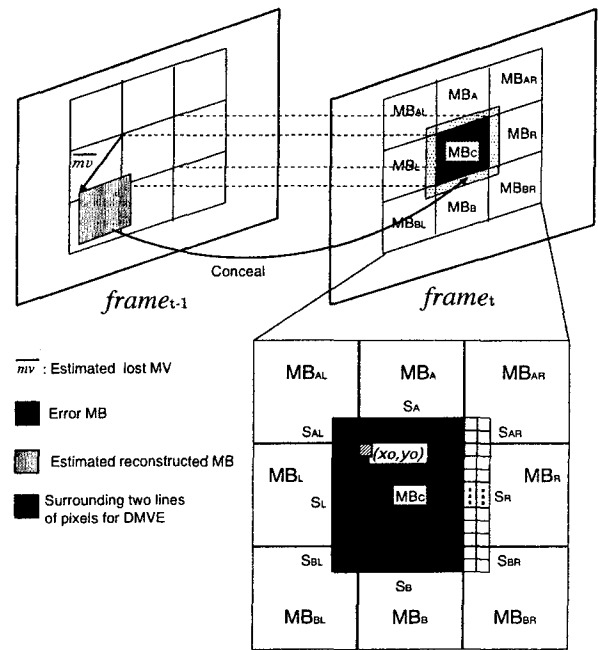 MBAR
MBA
MBAL
MBR
MBC
MBL
MBBR
MBB
MBBL
mv
Conceal
framet-1
framet
mv : Estimated lost MV
Error MB
Estimated reconstructed MB
Surrounding two lines
of pixels for DMVE
MBAL
MBA
MBAR
SA
SAL
SAR
(xo,yo)
MBL
MBR
MBC
SL
SR
SBL
SBR
SB
MBBL
MBB
MBBR